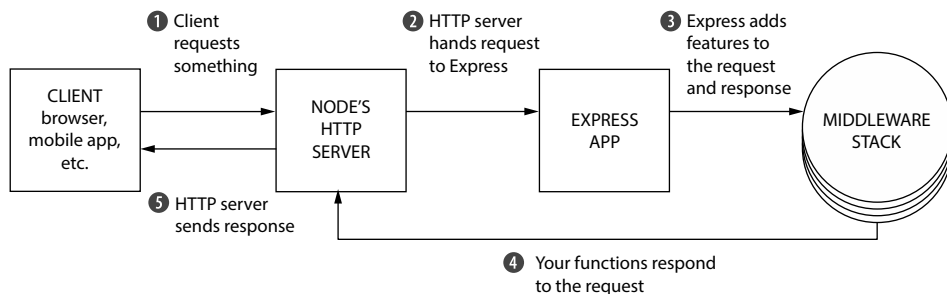 1 Client
requests
something
2 HTTP server
hands request
to Express
3 Express adds
features to
the request
and response
CLIENT
browser,
mobile app,
etc.
NODE'S
HTTP
SERVER
EXPRESS
APP
MIDDLEWARE
STACK
5 HTTP server
sends response
4 Your functions respond
to the request